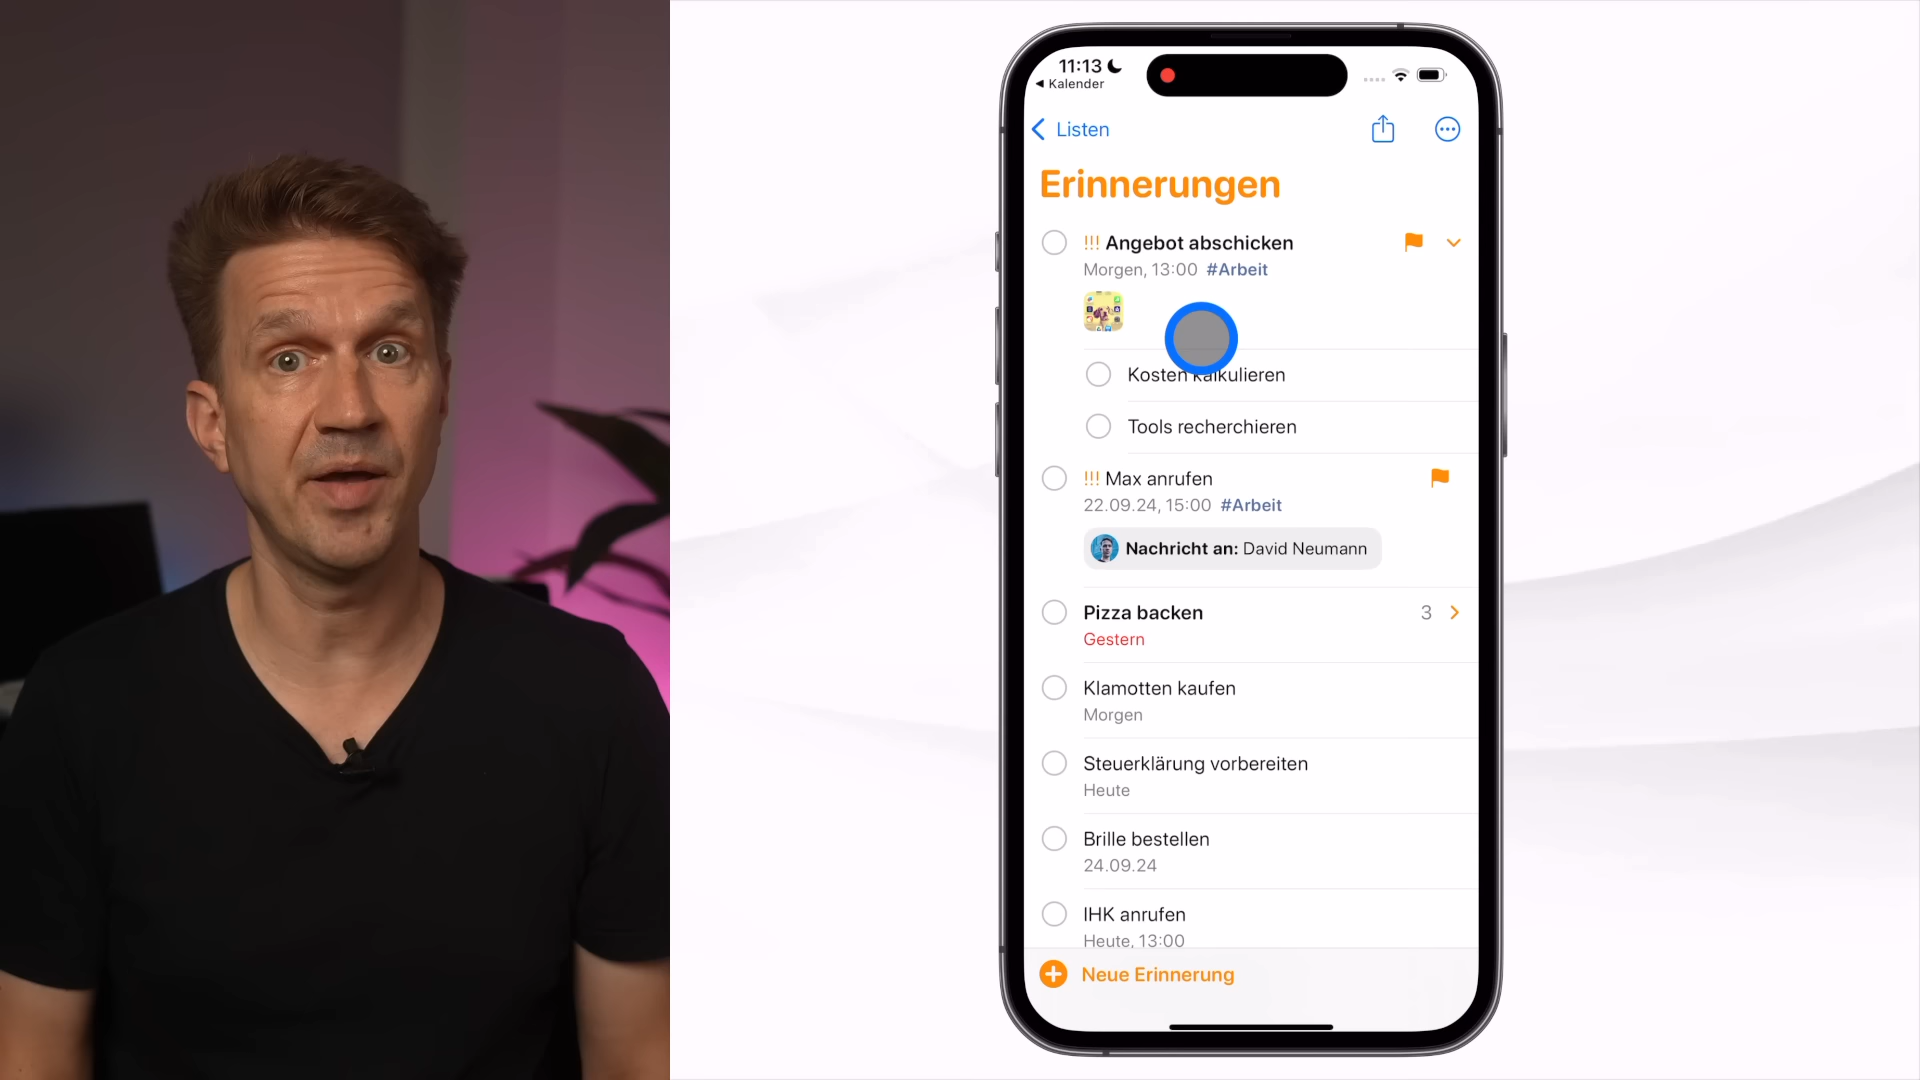 11:13
◀ Kalender
Listen
Erinnerungen
!!! Angebot abschicken
Morgen, 13:00 #Arbeit
Kosten kalkulieren
Tools recherchieren
!!! Max anrufen
22.09.24, 15:00 #Arbeit
Nachricht an: David Neumann
Pizza backen 3
Gestern
Klamotten kaufen
Morgen
Steuerklärung vorbereiten
Heute
Brille bestellen
24.09.24
IHK anrufen
Heute, 13:00
Neue Erinnerung